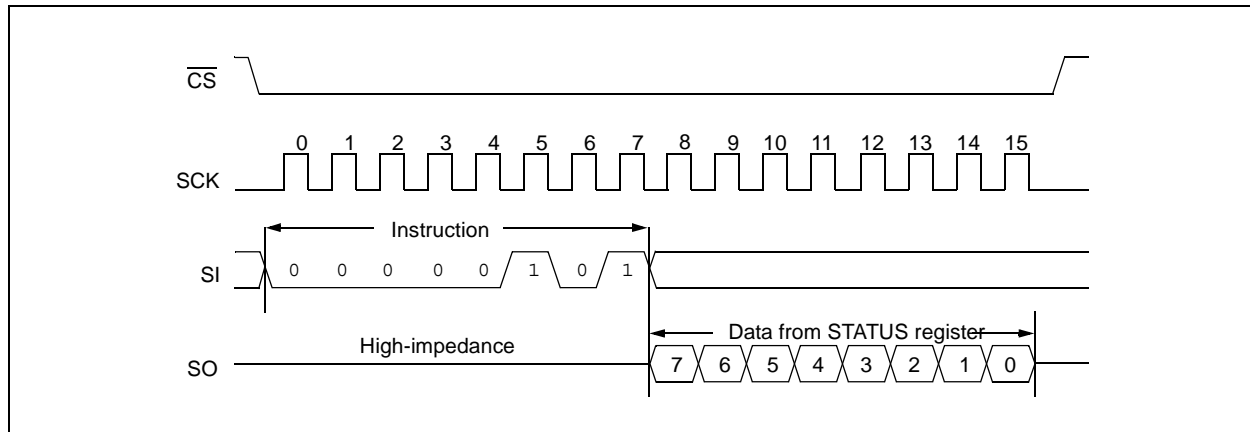 CS
0 1 2 3 4 5 6 7 8 9 10 11 12 13 14 15
SCK
Instruction
SI
0 0 0 0 0 1 0 1
Data from STATUS register
High-impedance
SO
7 6 5 4 3 2 1 0